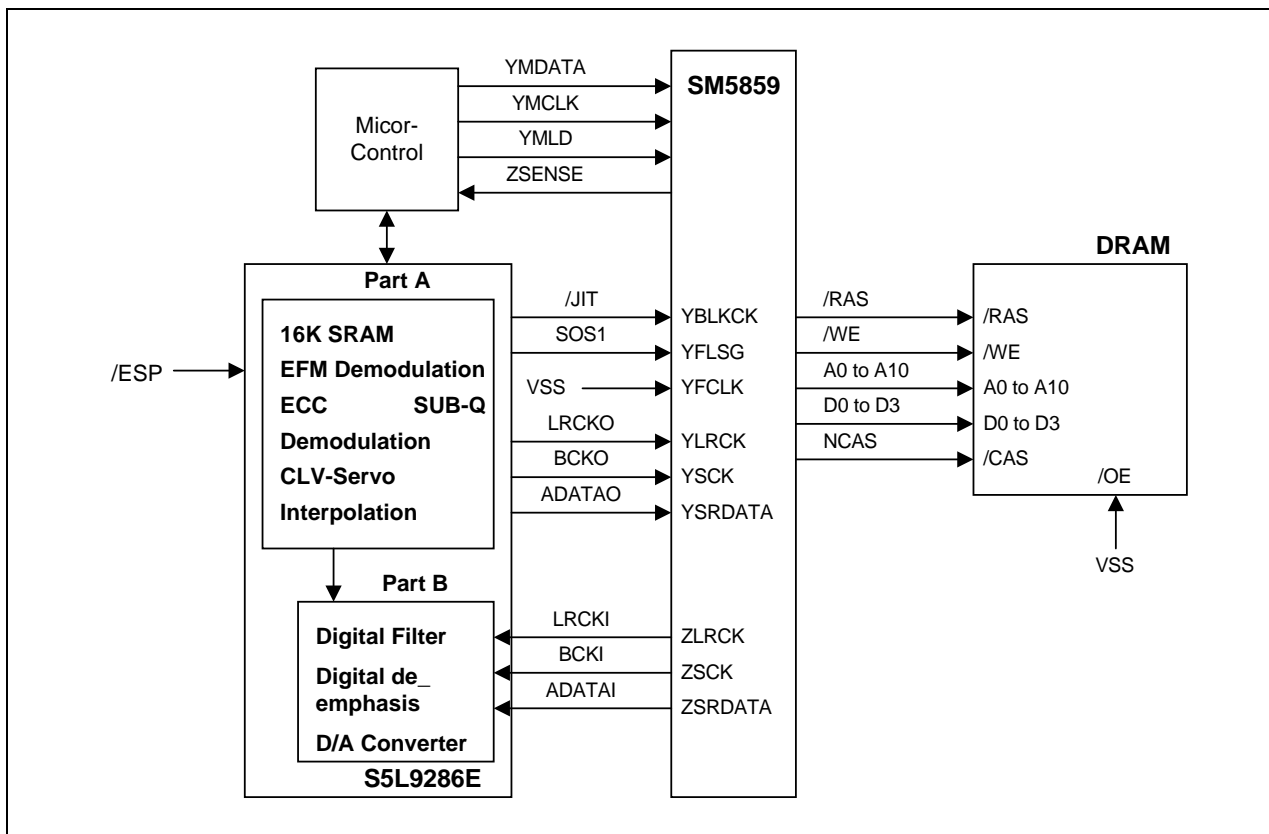 YMDATA
YMCLK
YMLD
ZSENSE
Micor-
Control
SM5859
DRAM
Part A
16K SRAM
EFM Demodulation
ECC SUB-Q
Demodulation
CLV-Servo
Interpolation
/ESP
/JIT
SOS1
VSS
LRCKO
BCKO
ADATAO
YBLKCK
YFLSG
YFCLK
YLRCK
YSCK
YSRDATA
/RAS
/WE
A0 to A10
D0 to D3
NCAS
/RAS
/WE
A0 to A10
D0 to D3
/CAS
/OE
VSS
Part B
Digital Filter
Digital de_
emphasis
D/A Converter
S5L9286E
LRCKI
BCKI
ADATAI
ZLRCK
ZSCK
ZSRDATA